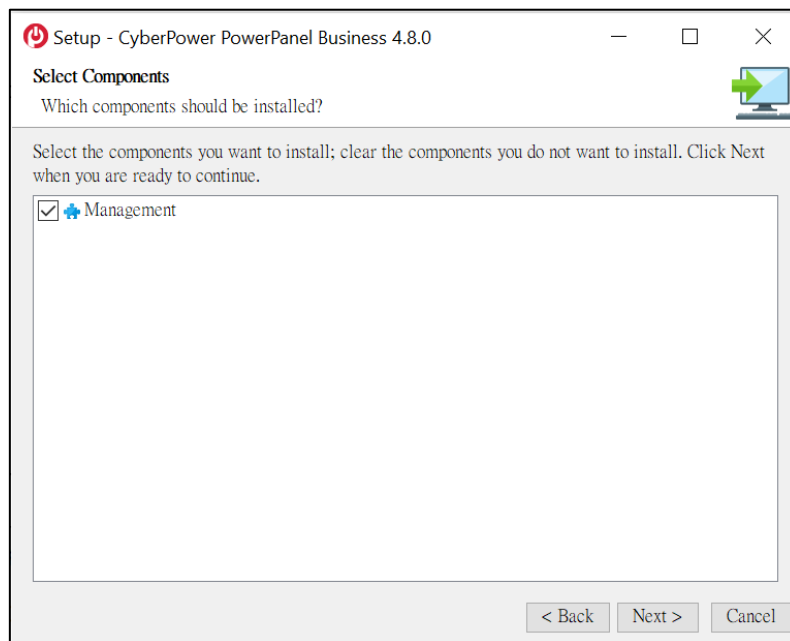 Setup - CyberPower PowerPanel Business 4.8.0
Select Components
Which components should be installed?
Select the components you want to install; clear the components you do not want to install. Click Next
when you are ready to continue.
Management
< Back
Next >
Cancel